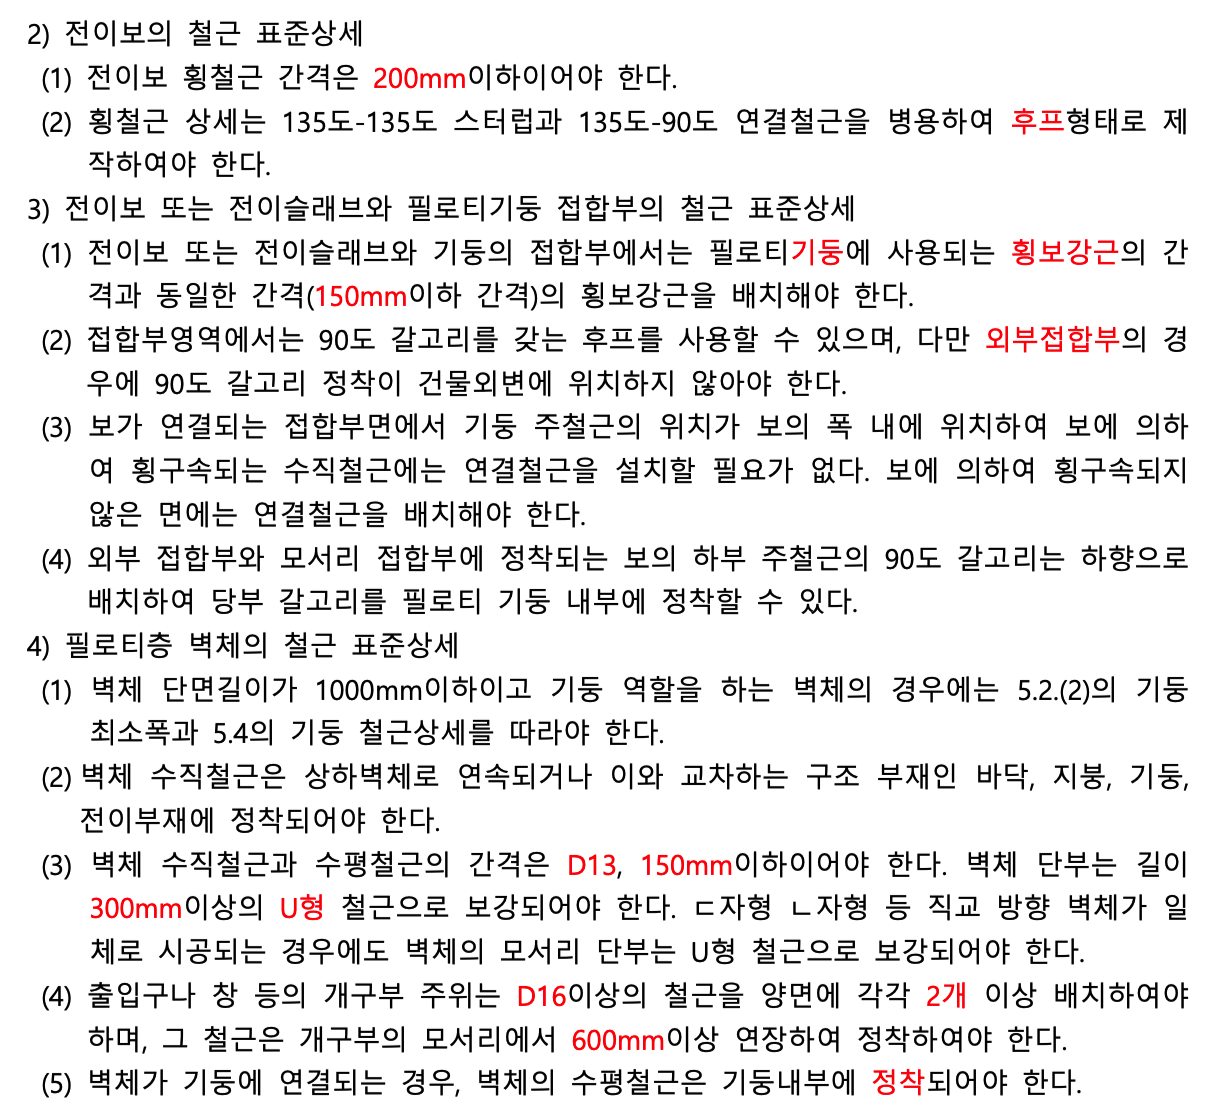 2) 전이보의 철근 표준상세
(1) 전이보 횡철근 간격은 200mm이하이어야 한다.
(2) 횡철근 상세는 135도-135도 스터럽과 135도-90도 연결철근을 병용하여 후프형태로 제
작하여야 한다.
3) 전이보 또는 전이슬래브와 필로티기둥 접합부의 철근 표준상세
(1) 전이보 또는 전이슬래브와 기둥의 접합부에서는 필로티기둥에 사용되는 횡보강근의 간
격과 동일한 간격(150mm이하 간격)의 횡보강근을 배치해야 한다.
(2) 접합부영역에서는 90도 갈고리를 갖는 후프를 사용할 수 있으며, 다만 외부접합부의 경
우에 90도 갈고리 정착이 건물외변에 위치하지 않아야 한다.
(3) 보가 연결되는 접합부면에서 기둥 주철근의 위치가 보의 폭 내에 위치하여 보에 의하
여 횡구속되는 수직철근에는 연결철근을 설치할 필요가 없다. 보에 의하여 횡구속되지
않은 면에는 연결철근을 배치해야 한다.
(4) 외부 접합부와 모서리 접합부에 정착되는 보의 하부 주철근의 90도 갈고리는 하향으로
배치하여 당부 갈고리를 필로티 기둥 내부에 정착할 수 있다.
4) 필로티층 벽체의 철근 표준상세
(1) 벽체 단면길이가 1000mm이하이고 기둥 역할을 하는 벽체의 경우에는 5.2.(2)의 기둥
최소폭과 5.4의 기둥 철근상세를 따라야 한다.
(2) 벽체 수직철근은 상하벽체로 연속되거나 이와 교차하는 구조 부재인 바닥, 지붕, 기둥,
전이부재에 정착되어야 한다.
(3) 벽체 수직철근과 수평철근의 간격은 D13, 150mm이하이어야 한다. 벽체 단부는 길이
300mm이상의 U형 철근으로 보강되어야 한다. ㄷ자형 ㄴ자형 등 직교 방향 벽체가 일
체로 시공되는 경우에도 벽체의 모서리 단부는 U형 철근으로 보강되어야 한다.
(4) 출입구나 창 등의 개구부 주위는 D16이상의 철근을 양면에 각각 2개 이상 배치하여야
하며, 그 철근은 개구부의 모서리에서 600mm이상 연장하여 정착하여야 한다.
(5) 벽체가 기둥에 연결되는 경우, 벽체의 수평철근은 기둥내부에 정착되어야 한다.